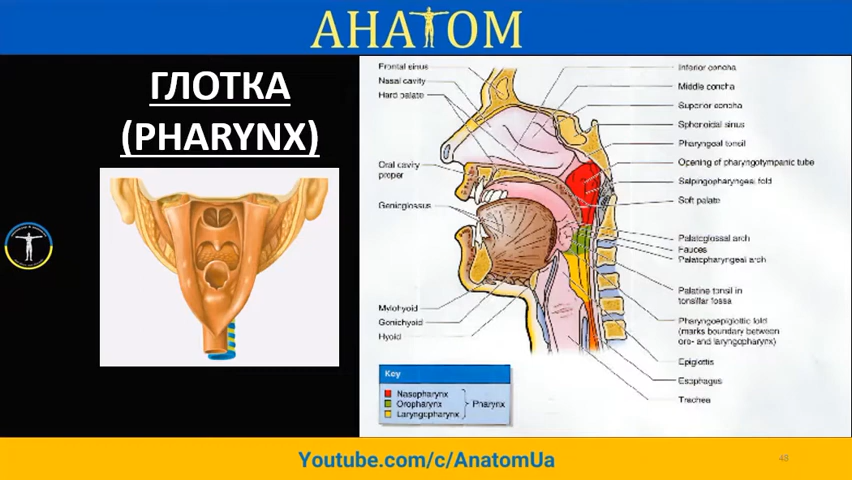 АНАТОМ
ГЛОТКА
(PHARYNX)
Frontal sinus
Nasal cavity
Hard palate
Oral cavity
proper
Genioglossus
Mylohyoid
Geniohyoid
Hyoid
Inferior concha
Middle concha
Superior concha
Sphenoidal sinus
Pharyngeal tonsil
Opening of pharyngotympanic tube
Salpingopharyngeal fold
Soft palate
Palatoglossal arch
Fauces
Palatopharyngeal arch
Palatine tonsil in
tonsillar fossa
Pharyngoepiglottic fold
(marks boundary between
oro- and laryngopharynx)
Epiglottis
Esophagus
Trachea
Key
Nasopharynx
Oropharynx
Laryngopharynx
Pharynx
Youtube.com/c/AnatomUa
48